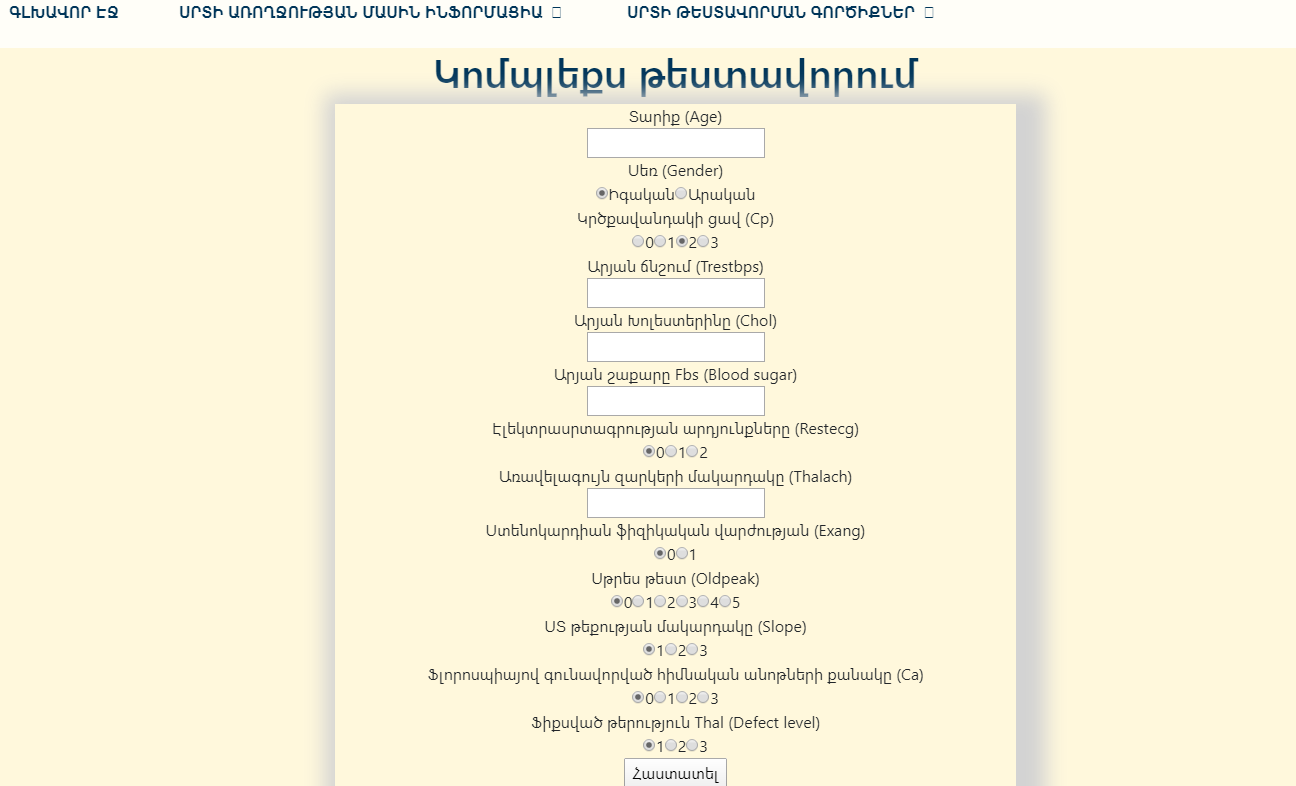 ԳԼԽԱՎՈՐ ԷՋ ՍՐՏԻ ԱՌՈՂՋՈՒԹՅԱՆ ՄԱՍԻՆ ԻՆՖՈՐՄԱՑԻԱ ՍՐՏԻ ԹԵՍՏԱՎՈՐՄԱՆ ԳՈՐԾԻՔՆԵՐ
Կոմպլեքս թեստավորում
Տարիք (Age)
Սեռ (Gender)
Իգական Արական
Կրծքավանդակի ցավ (Cp)
0 1 2 3
Արյան ճնշում (Trestbps)
Արյան Խոլեստերինը (Chol)
Արյան շաքարը Fbs (Blood sugar)
Էլեկտրասրտագրության արդյունքները (Restecg)
0 1 2
Առավելագույն զարկերի մակարդակը (Thalach)
Ստենոկարդիան ֆիզիկական վարժության (Exang)
0 1
Սթրես թեստ (Oldpeak)
0 1 2 3 4 5
ՍՏ թեքության մակարդակը (Slope)
1 2 3
Ֆլորոսպիայով գունավորված հիմնական անոթների քանակը (Ca)
0 1 2 3
Ֆիքսված թերություն Thal (Defect level)
1 2 3
Հաստատել